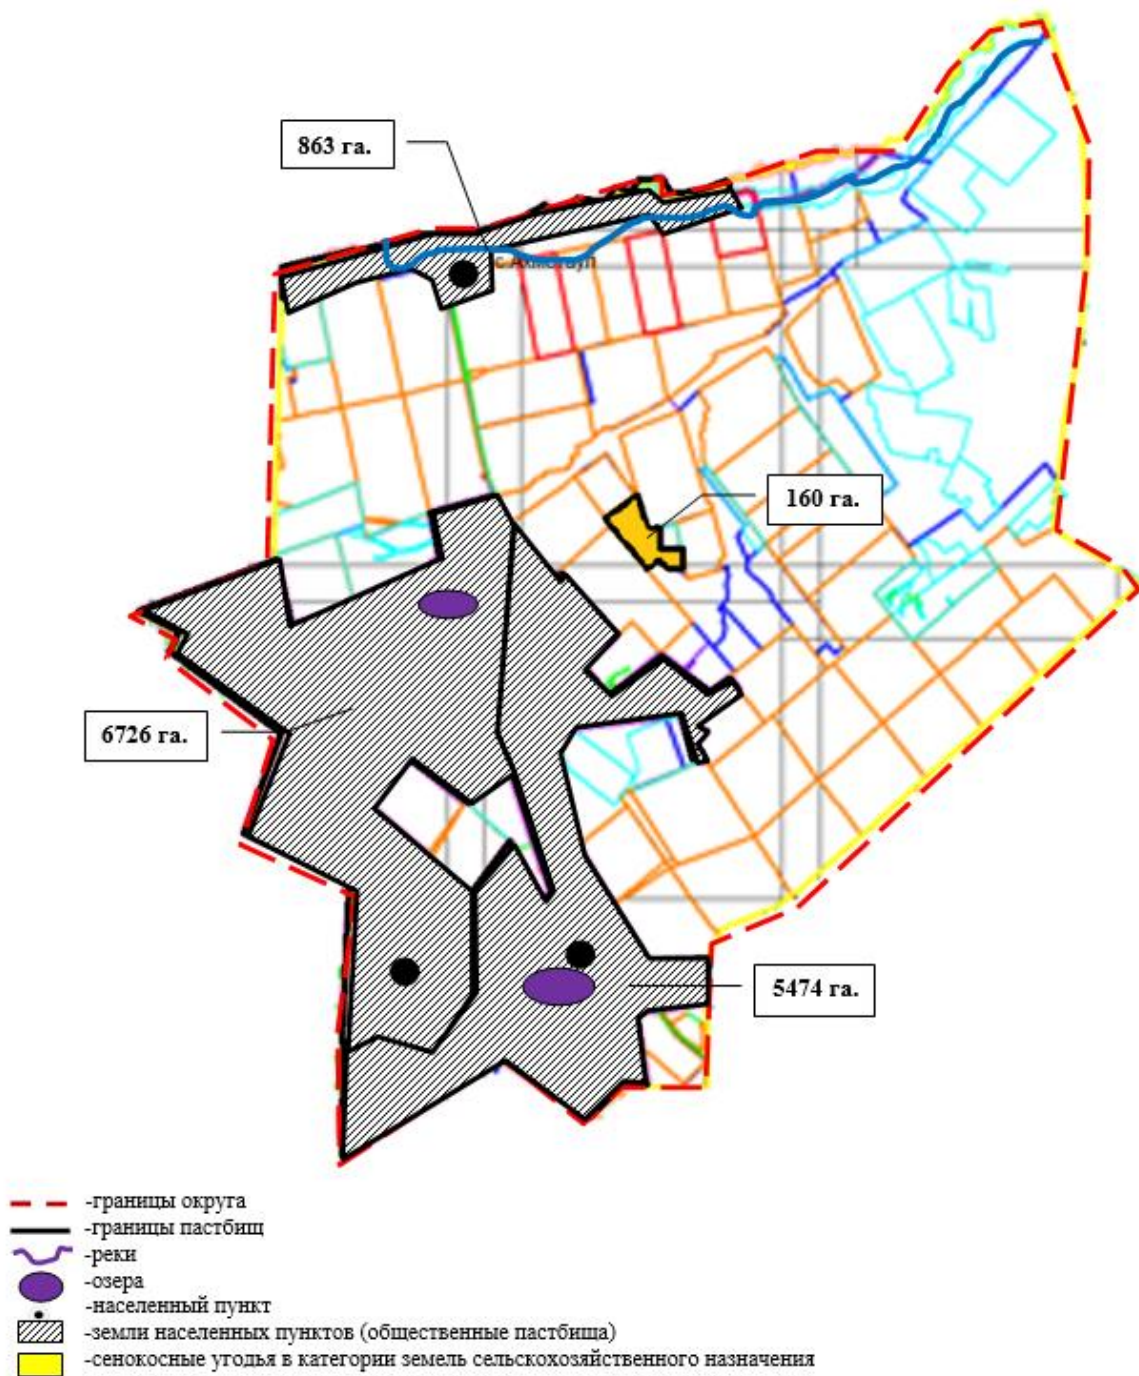 863 га.
160 га.
6726 га.
5474 га.
-границы округа
-границы пастбищ
-реки
-озера
-населенный пункт
-земли населенных пунктов (общественные пастбища)
-сенокосные угодья в категории земель сельскохозяйственного назначения